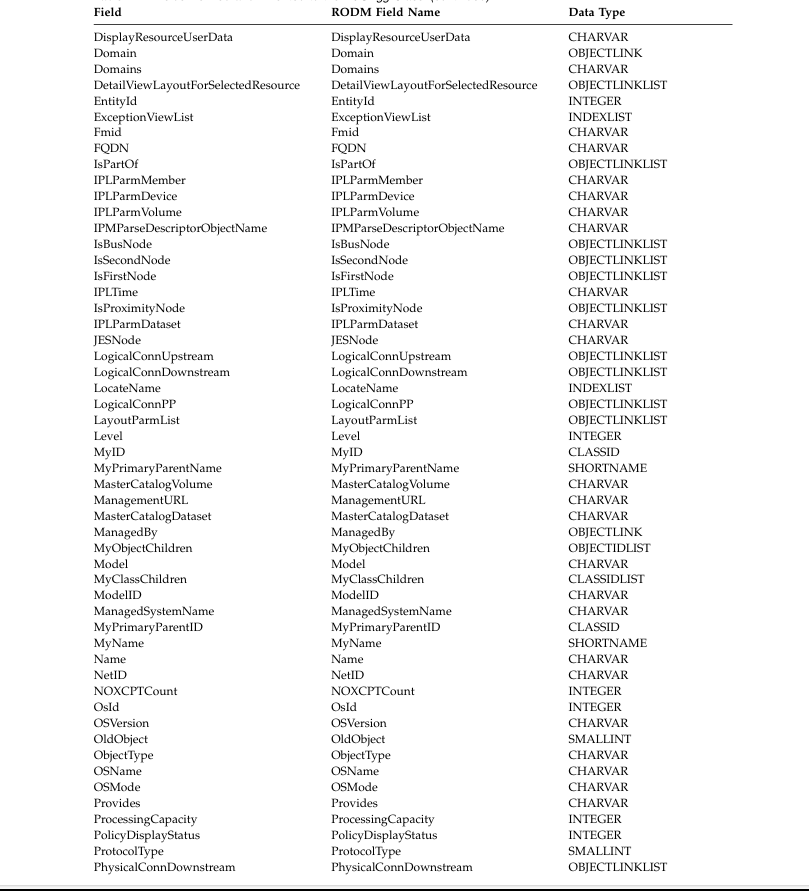 Field RODM Field Name Data Type
DisplayResourceUserData DisplayResourceUserData CHARVAR
Domain Domain OBJECTLINK
Domains Domains CHARVAR
DetailViewLayoutForSelectedResource DetailViewLayoutForSelectedResource OBJECTLINKLIST
EntityId EntityId INTEGER
ExceptionViewList ExceptionViewList INDEXLIST
Fmid Fmid CHARVAR
FQDN FQDN CHARVAR
IsPartOf IsPartOf OBJECTLINKLIST
IPLParmMember IPLParmMember CHARVAR
IPLParmDevice IPLParmDevice CHARVAR
IPLParmVolume IPLParmVolume CHARVAR
IPMParseDescriptorObjectName IPMParseDescriptorObjectName CHARVAR
IsBusNode IsBusNode OBJECTLINKLIST
IsSecondNode IsSecondNode OBJECTLINKLIST
IsFirstNode IsFirstNode OBJECTLINKLIST
IPLTime IPLTime CHARVAR
IsProximityNode IsProximityNode OBJECTLINKLIST
IPLParmDataset IPLParmDataset CHARVAR
JESNode JESNode CHARVAR
LogicalConnUpstream LogicalConnUpstream OBJECTLINKLIST
LogicalConnDownstream LogicalConnDownstream OBJECTLINKLIST
LocateName LocateName INDEXLIST
LogicalConnPP LogicalConnPP OBJECTLINKLIST
LayoutParmList LayoutParmList OBJECTLINKLIST
Level Level INTEGER
MyID MyID CLASSID
MyPrimaryParentName MyPrimaryParentName SHORTNAME
MasterCatalogVolume MasterCatalogVolume CHARVAR
ManagementURL ManagementURL CHARVAR
MasterCatalogDataset MasterCatalogDataset CHARVAR
ManagedBy ManagedBy OBJECTLINK
MyObjectChildren MyObjectChildren OBJECTIDLIST
Model Model CHARVAR
MyClassChildren MyClassChildren CLASSIDLIST
ModelID ModelID CHARVAR
ManagedSystemName ManagedSystemName CHARVAR
MyPrimaryParentID MyPrimaryParentID CLASSID
MyName MyName SHORTNAME
Name Name CHARVAR
NetID NetID CHARVAR
NOXCPTCount NOXCPTCount INTEGER
OsId OsId INTEGER
OSVersion OSVersion CHARVAR
OldObject OldObject SMALLINT
ObjectType ObjectType CHARVAR
OSName OSName CHARVAR
OSMode OSMode CHARVAR
Provides Provides CHARVAR
ProcessingCapacity ProcessingCapacity INTEGER
PolicyDisplayStatus PolicyDisplayStatus INTEGER
ProtocolType ProtocolType SMALLINT
PhysicalConnDownstream PhysicalConnDownstream OBJECTLINKLIST